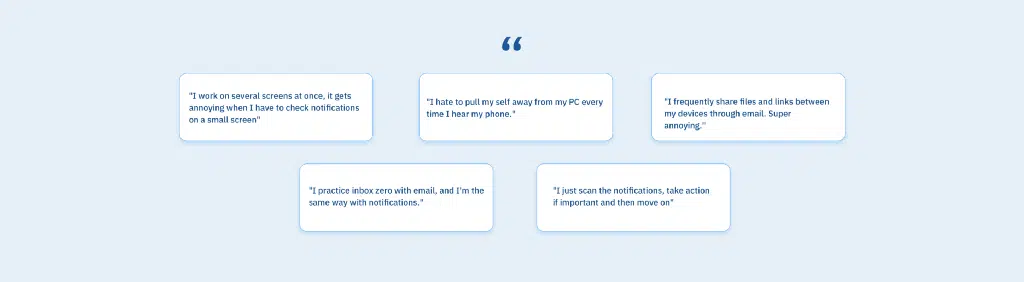 “
"I work on several screens at once, it gets
annoying when I have to check notifications
on a small screen"
"I hate to pull my self away from my PC every
time I hear my phone."
"I frequently share files and links between
my devices through email. Super
annoying."
"I practice inbox zero with email, and I'm the
same way with notifications."
"I just scan the notifications, take action
if important and then move on"